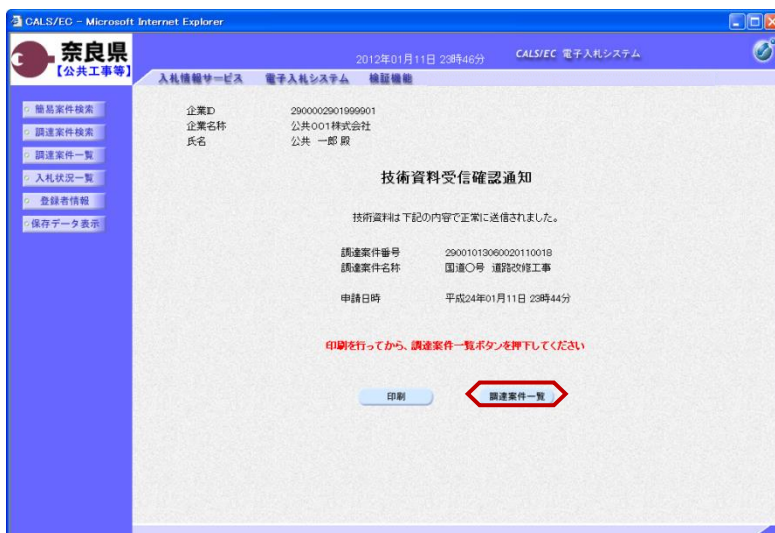 CALS/EC - Microsoft Internet Explorer
奈良県
【公共工事等】
2012年01月11日 23時46分
CALS/EC 電子入札システム
入札情報サービス 電子入札システム 検証機能
簡易案件検索
調達案件検索
調達案件一覧
入札状況一覧
登録者情報
保存データ表示
企業ID 2900002901999901
企業名称 公共001株式会社
氏名 公共 一郎 殿
技術資料受信確認通知
技術資料は下記の内容で正常に送信されました。
調達案件番号 29001013060020110018
調達案件名称 国道○号 道路改修工事
申請日時 平成24年01月11日 23時44分
印刷を行ってから、調達案件一覧ボタンを押下してください
印刷 調達案件一覧